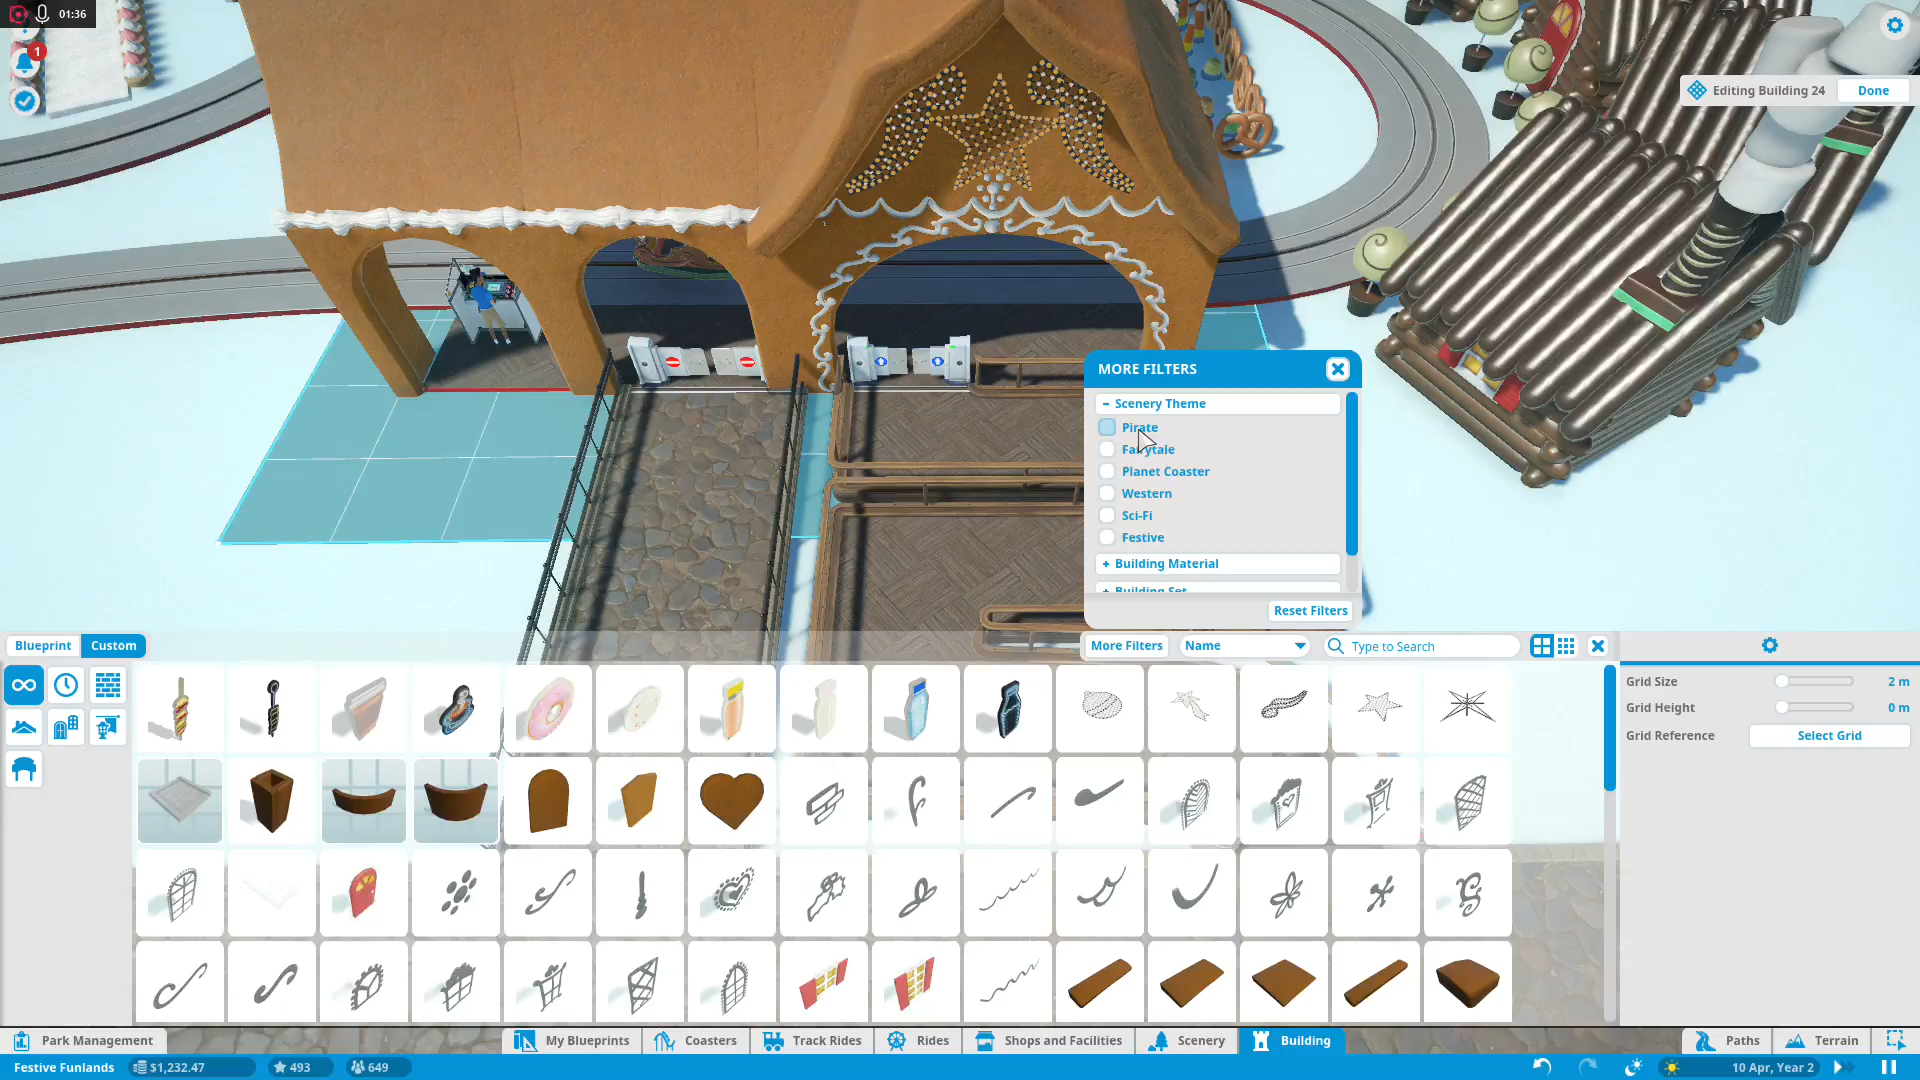 01:36
1
Editing Building 24
Done
MORE FILTERS
− Scenery Theme
Pirate
Fairytale
Planet Coaster
Western
Sci-Fi
Festive
+ Building Material
+ Building Set
Reset Filters
Blueprint
Custom
More Filters
Name
Type to Search
Grid Size
2 m
Grid Height
0 m
Grid Reference
Select Grid
Park Management
My Blueprints
Coasters
Track Rides
Rides
Shops and Facilities
Scenery
Building
Paths
Terrain
Festive Funlands
$1,232.47
493
649
10 Apr, Year 2